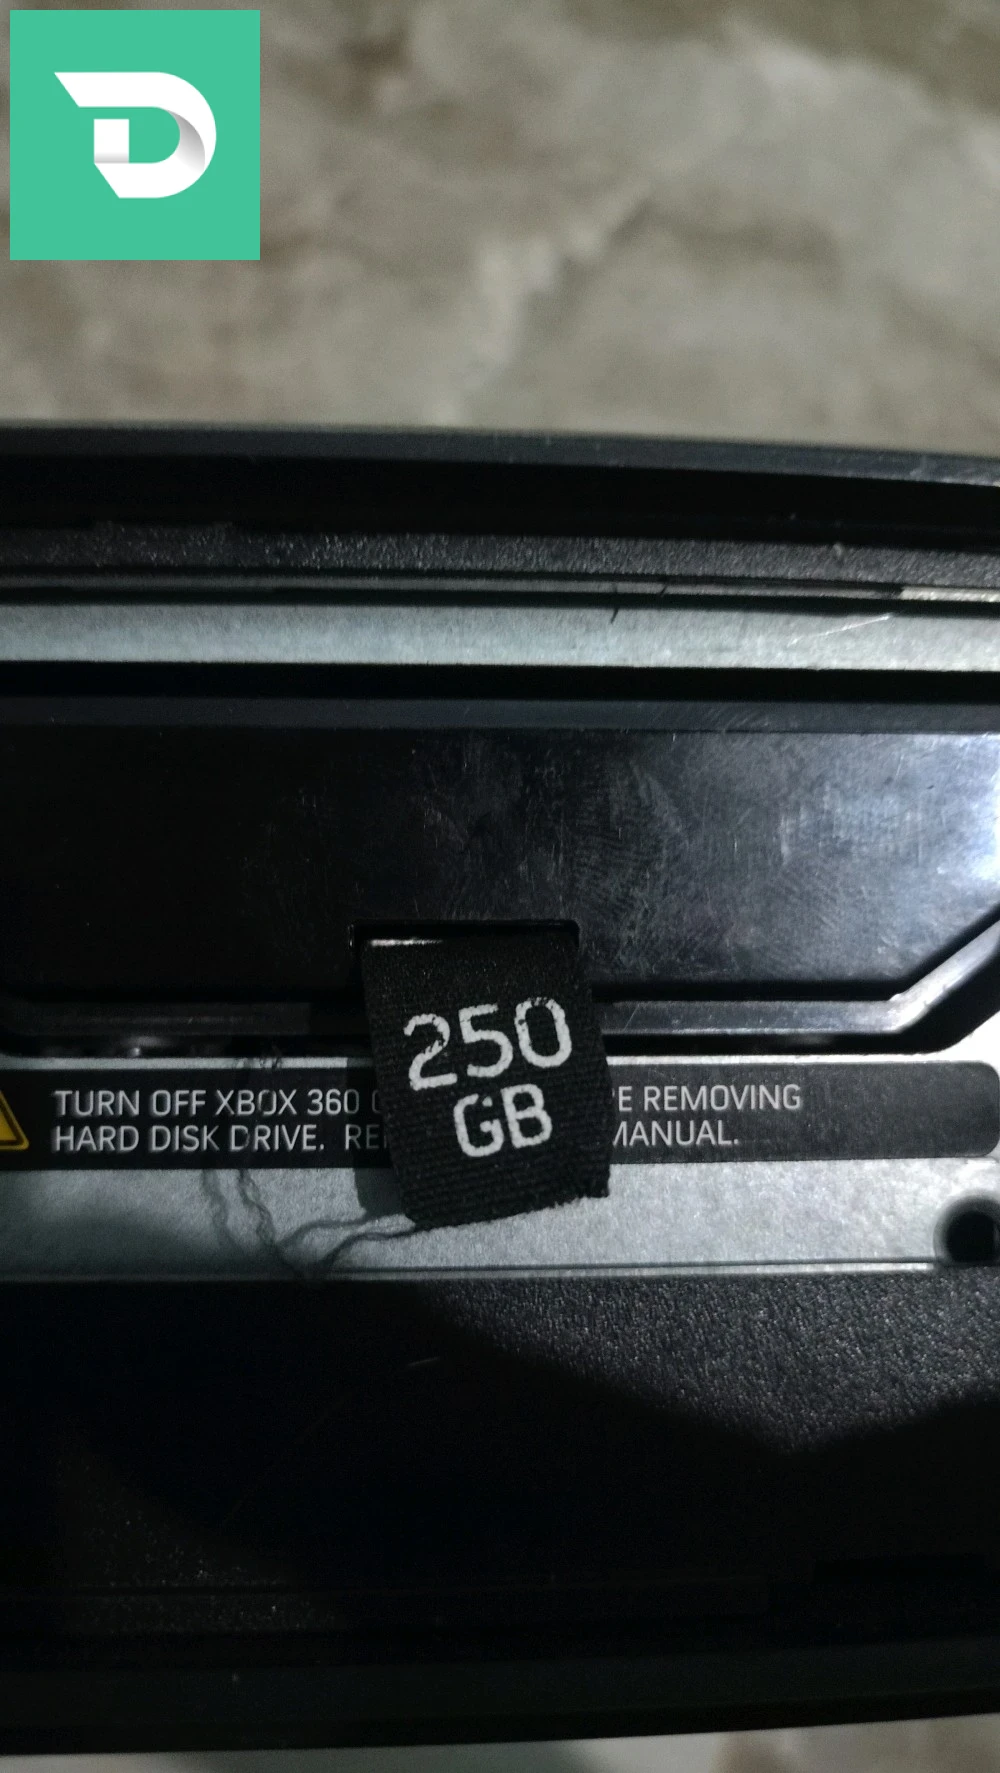 250
GB
TURN OFF XBOX 360 REMOVING
HARD DISK DRIVE. MANUAL.